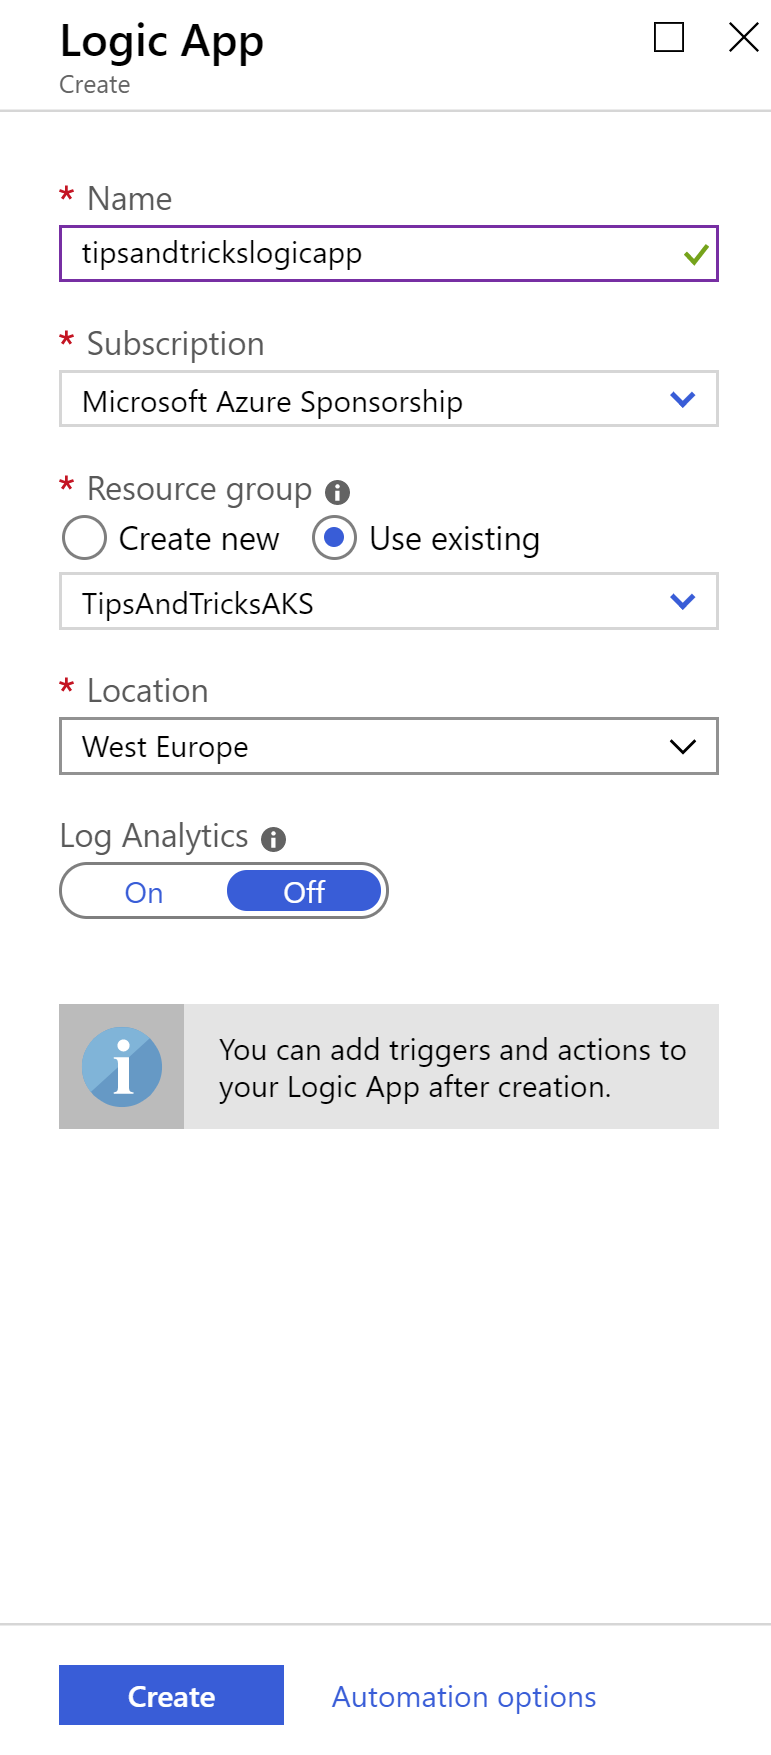 Logic App
Create
* Name
tipsandtrickslogicapp
* Subscription
Microsoft Azure Sponsorship
* Resource group
Create new Use existing
TipsAndTricksAKS
* Location
West Europe
Log Analytics
On Off
You can add triggers and actions to
your Logic App after creation.
Create Automation options